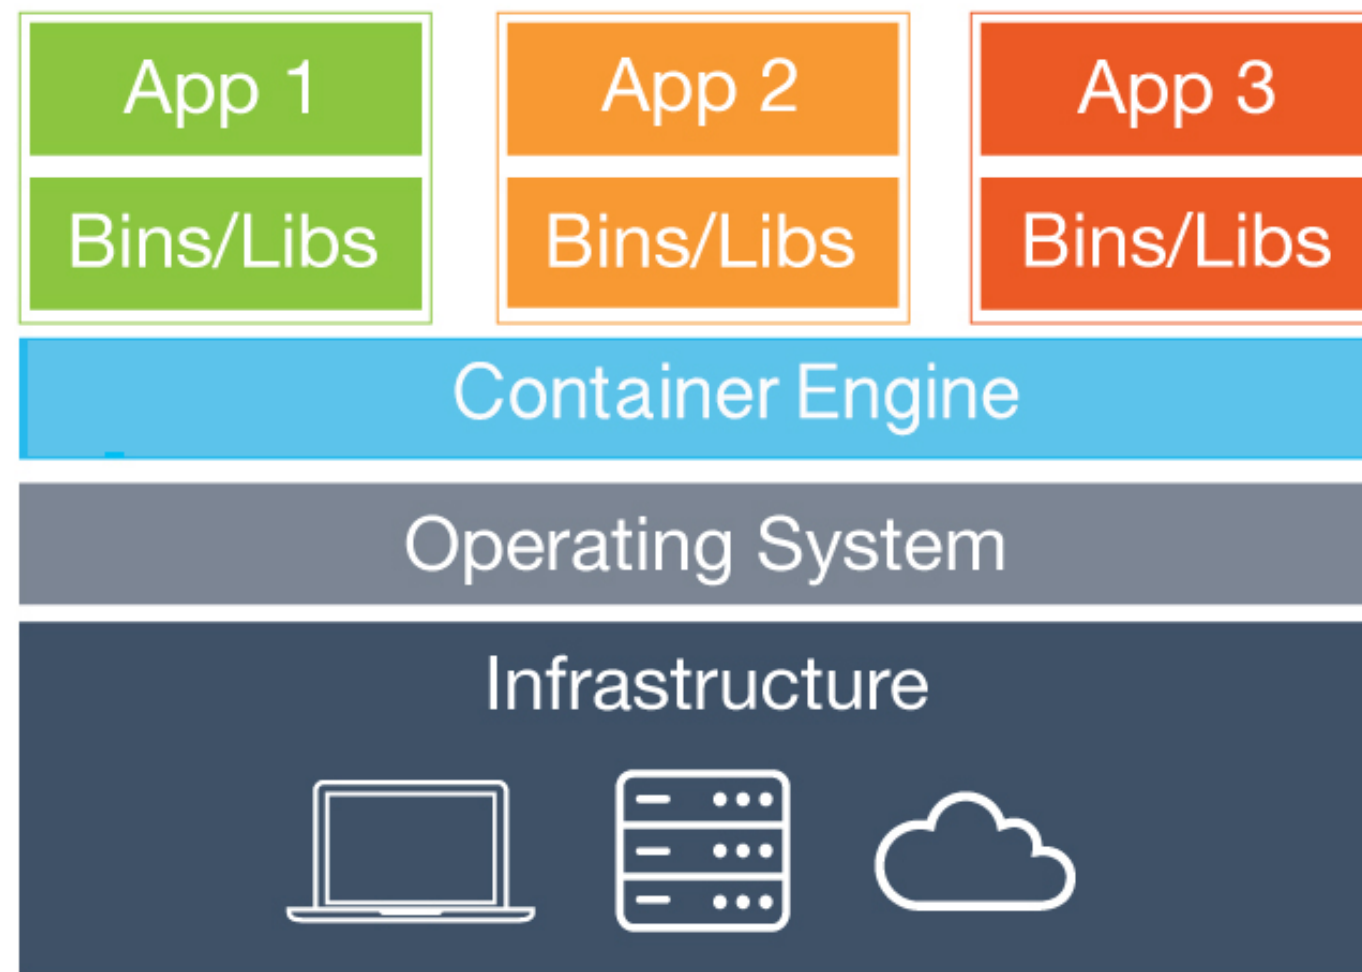 App 1
App 2
App 3
Bins/Libs
Bins/Libs
Bins/Libs
Container Engine
Operating System
Infrastructure